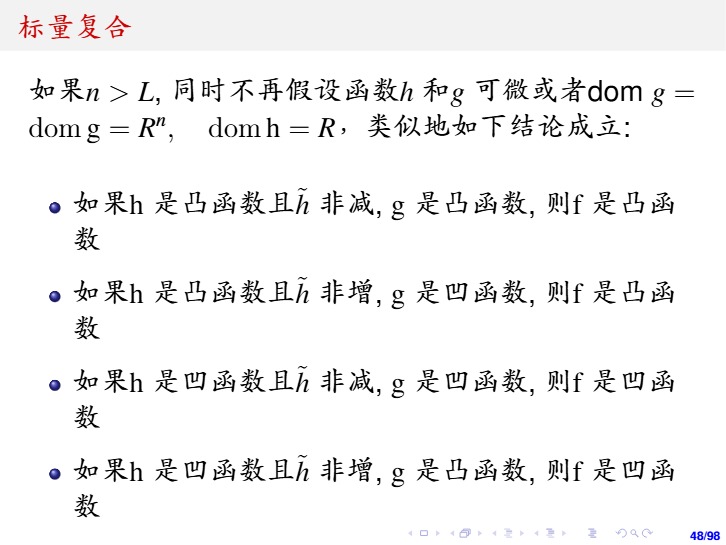 标量复合
如果n > L, 同时不再假设函数h 和g 可微或者dom g =
dom g = Rⁿ, dom h = R，类似地如下结论成立:
如果h 是凸函数且h̃ 非减, g 是凸函数, 则f 是凸函
数
如果h 是凸函数且h̃ 非增, g 是凹函数, 则f 是凸函
数
如果h 是凹函数且h̃ 非减, g 是凹函数, 则f 是凹函
数
如果h 是凹函数且h̃ 非增, g 是凸函数, 则f 是凹函
数
48/98